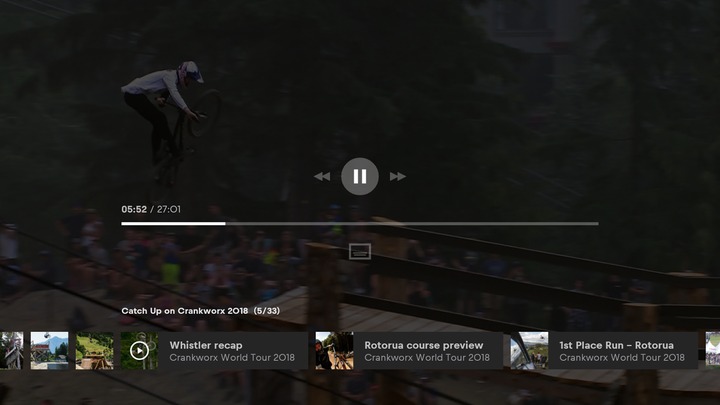 05:52 / 27:01
Catch Up on Crankworx 2018 (5/33)
Whistler recap
Crankworx World Tour 2018
Rotorua course preview
Crankworx World Tour 2018
1st Place Run – Rotorua
Crankworx World Tour 2018